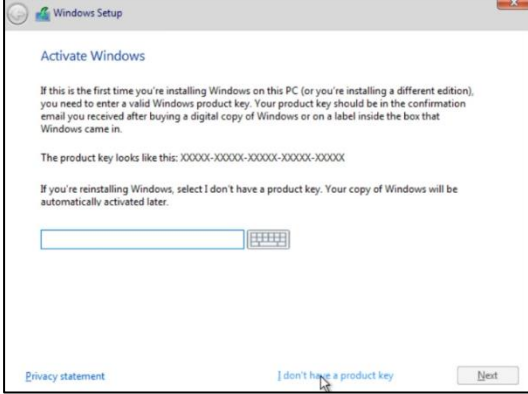 Windows Setup
Activate Windows
If this is the first time you're installing Windows on this PC (or you're installing a different edition),
you need to enter a valid Windows product key. Your product key should be in the confirmation
email you received after buying a digital copy of Windows or on a label inside the box that
Windows came in.
The product key looks like this: XXXXX-XXXXX-XXXXX-XXXXX-XXXXX
If you're reinstalling Windows, select I don't have a product key. Your copy of Windows will be
automatically activated later.
Privacy statement
I don't have a product key
Next